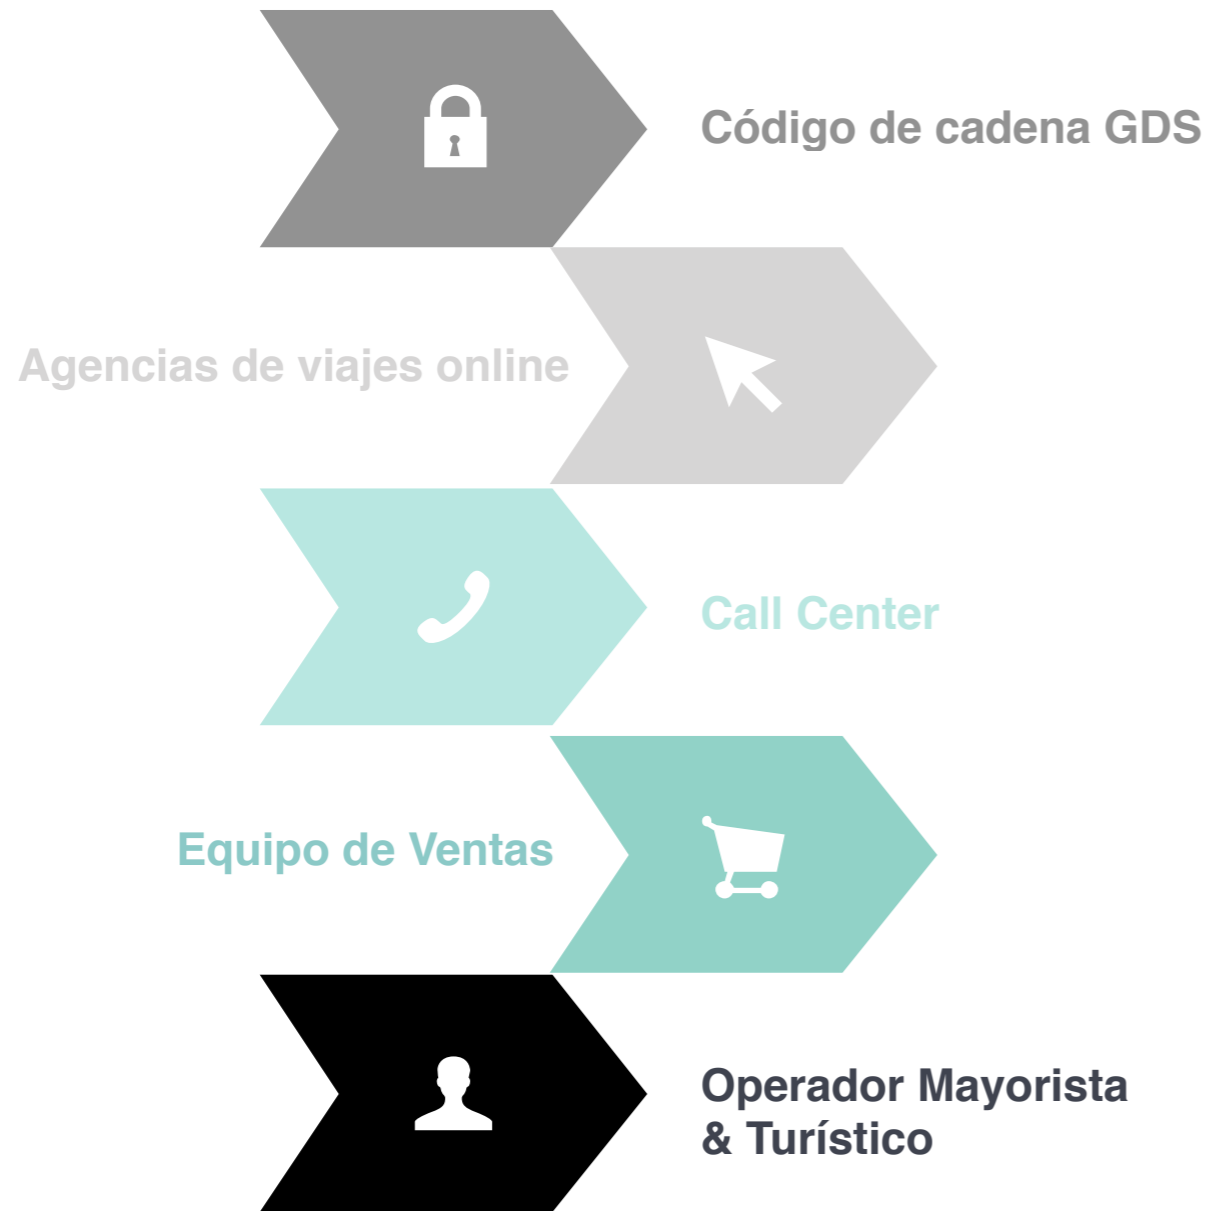 Código de cadena GDS
Agencias de viajes online
Call Center
Equipo de Ventas
Operador Mayorista
& Turístico